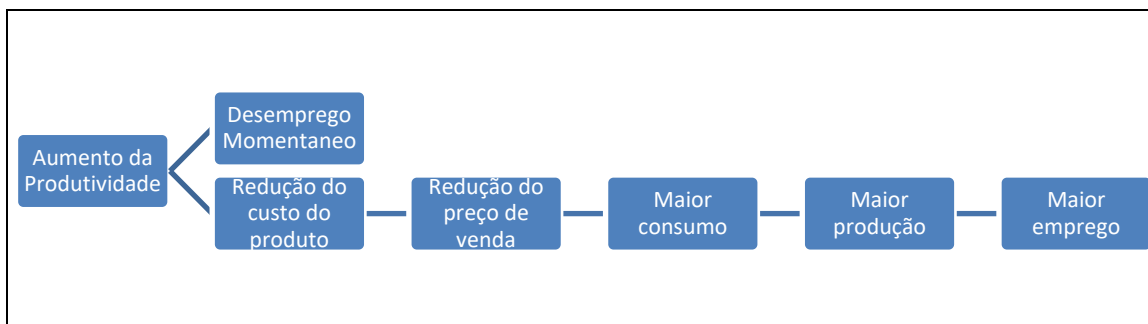 Aumento da
Produtividade
Desemprego
Momentaneo
Redução do
custo do
produto
Redução do
preço de
venda
Maior
consumo
Maior
produção
Maior
emprego